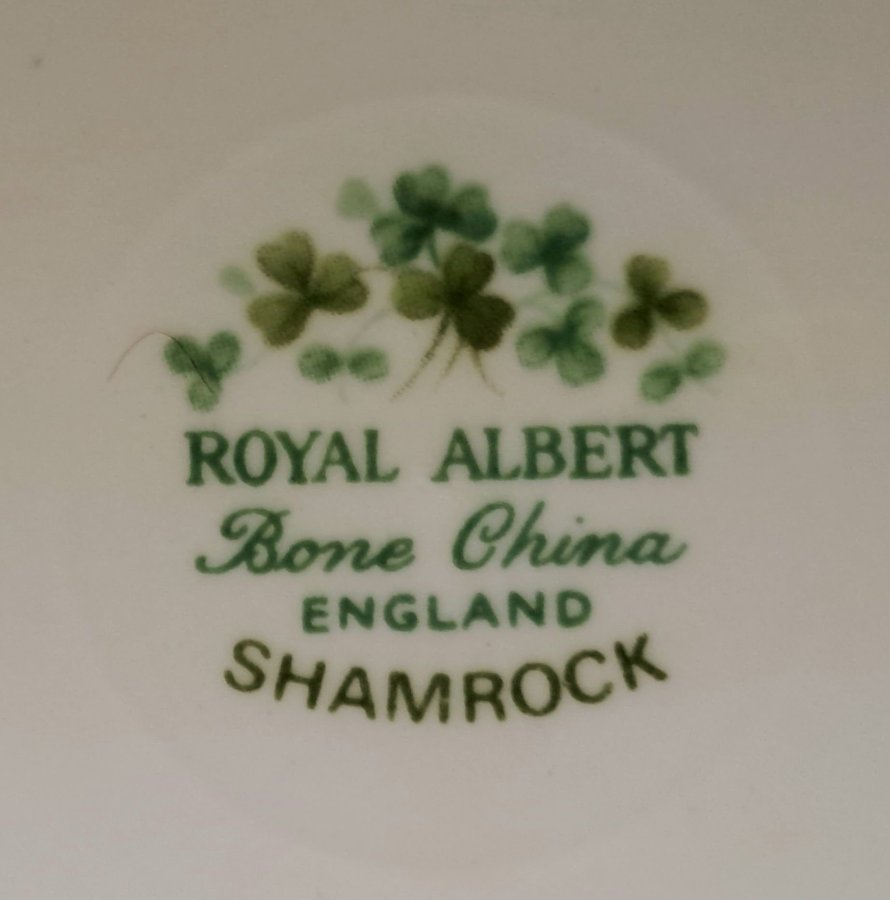 ROYAL ALBERT
Bone China
ENGLAND
SHAMROCK